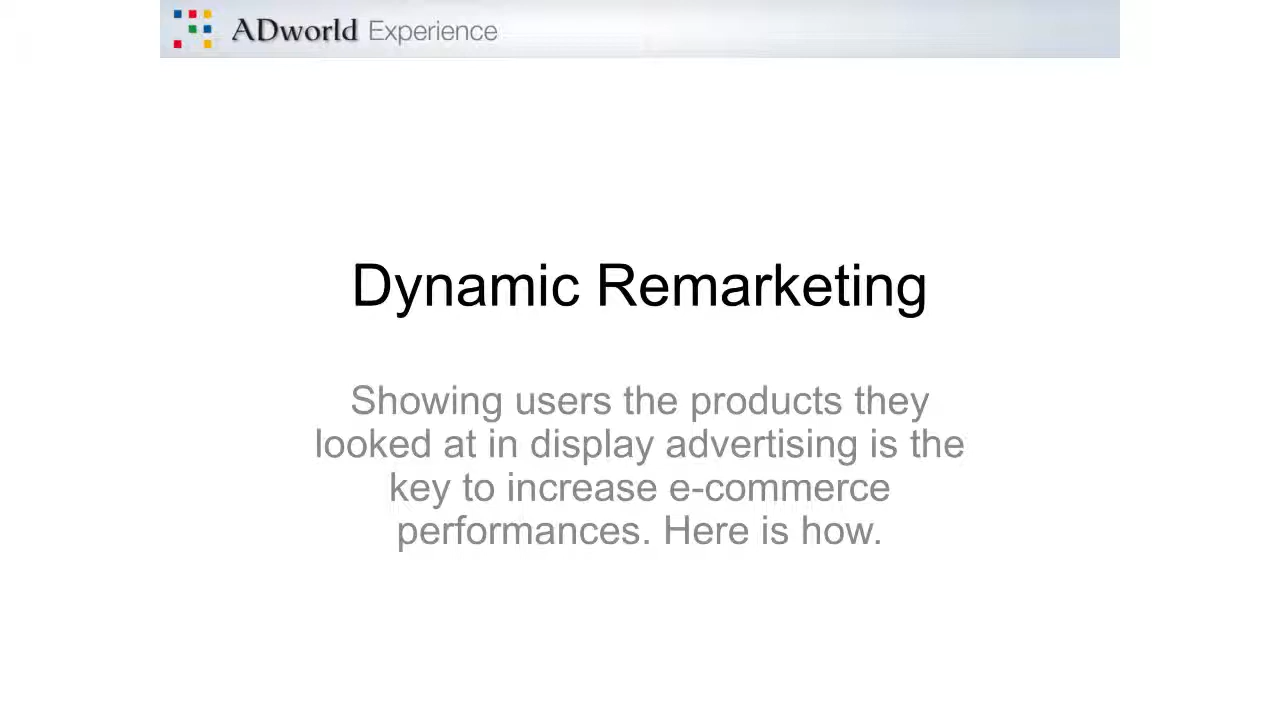 ADworld Experience
Dynamic Remarketing
Showing users the products they
looked at in display advertising is the
key to increase e-commerce
performances. Here is how.